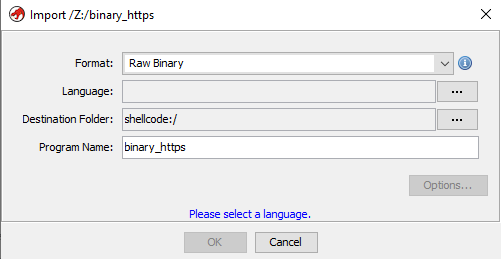 Import /Z:/binary_https
Format: Raw Binary
Language: ...
Destination Folder: shellcode:/ ...
Program Name: binary_https
Options...
Please select a language.
OK Cancel